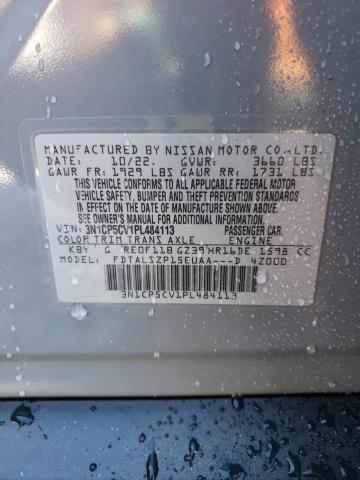 MANUFACTURED BY NISSAN MOTOR CO., LTD.
DATE: 10/22. GVWR: 3660 LBS
GAWR FR: 1929 LBS GAWR RR: 1731 LBS
THIS VEHICLE CONFORMS TO ALL APPLICABLE FEDERAL MOTOR
VEHICLE SAFETY, BUMPER AND THEFT PREVENTION STANDARDS
IN EFFECT ON THE DATE OF MANUFACTURE SHOWN ABOVE.
SEE OWNER'S MANUAL FOR ADDITIONAL INFORMATION.
PASSENGER CAR
VIN: 3N1CP5CV1PL484113
COLOR TRIM TRANS AXLE ENGINE
KBY G RE0F11B GZ39 HR16DE 1598 CC
FDTALSZP15EUAA---D 4Z000
3N1CP5CV1PL484113